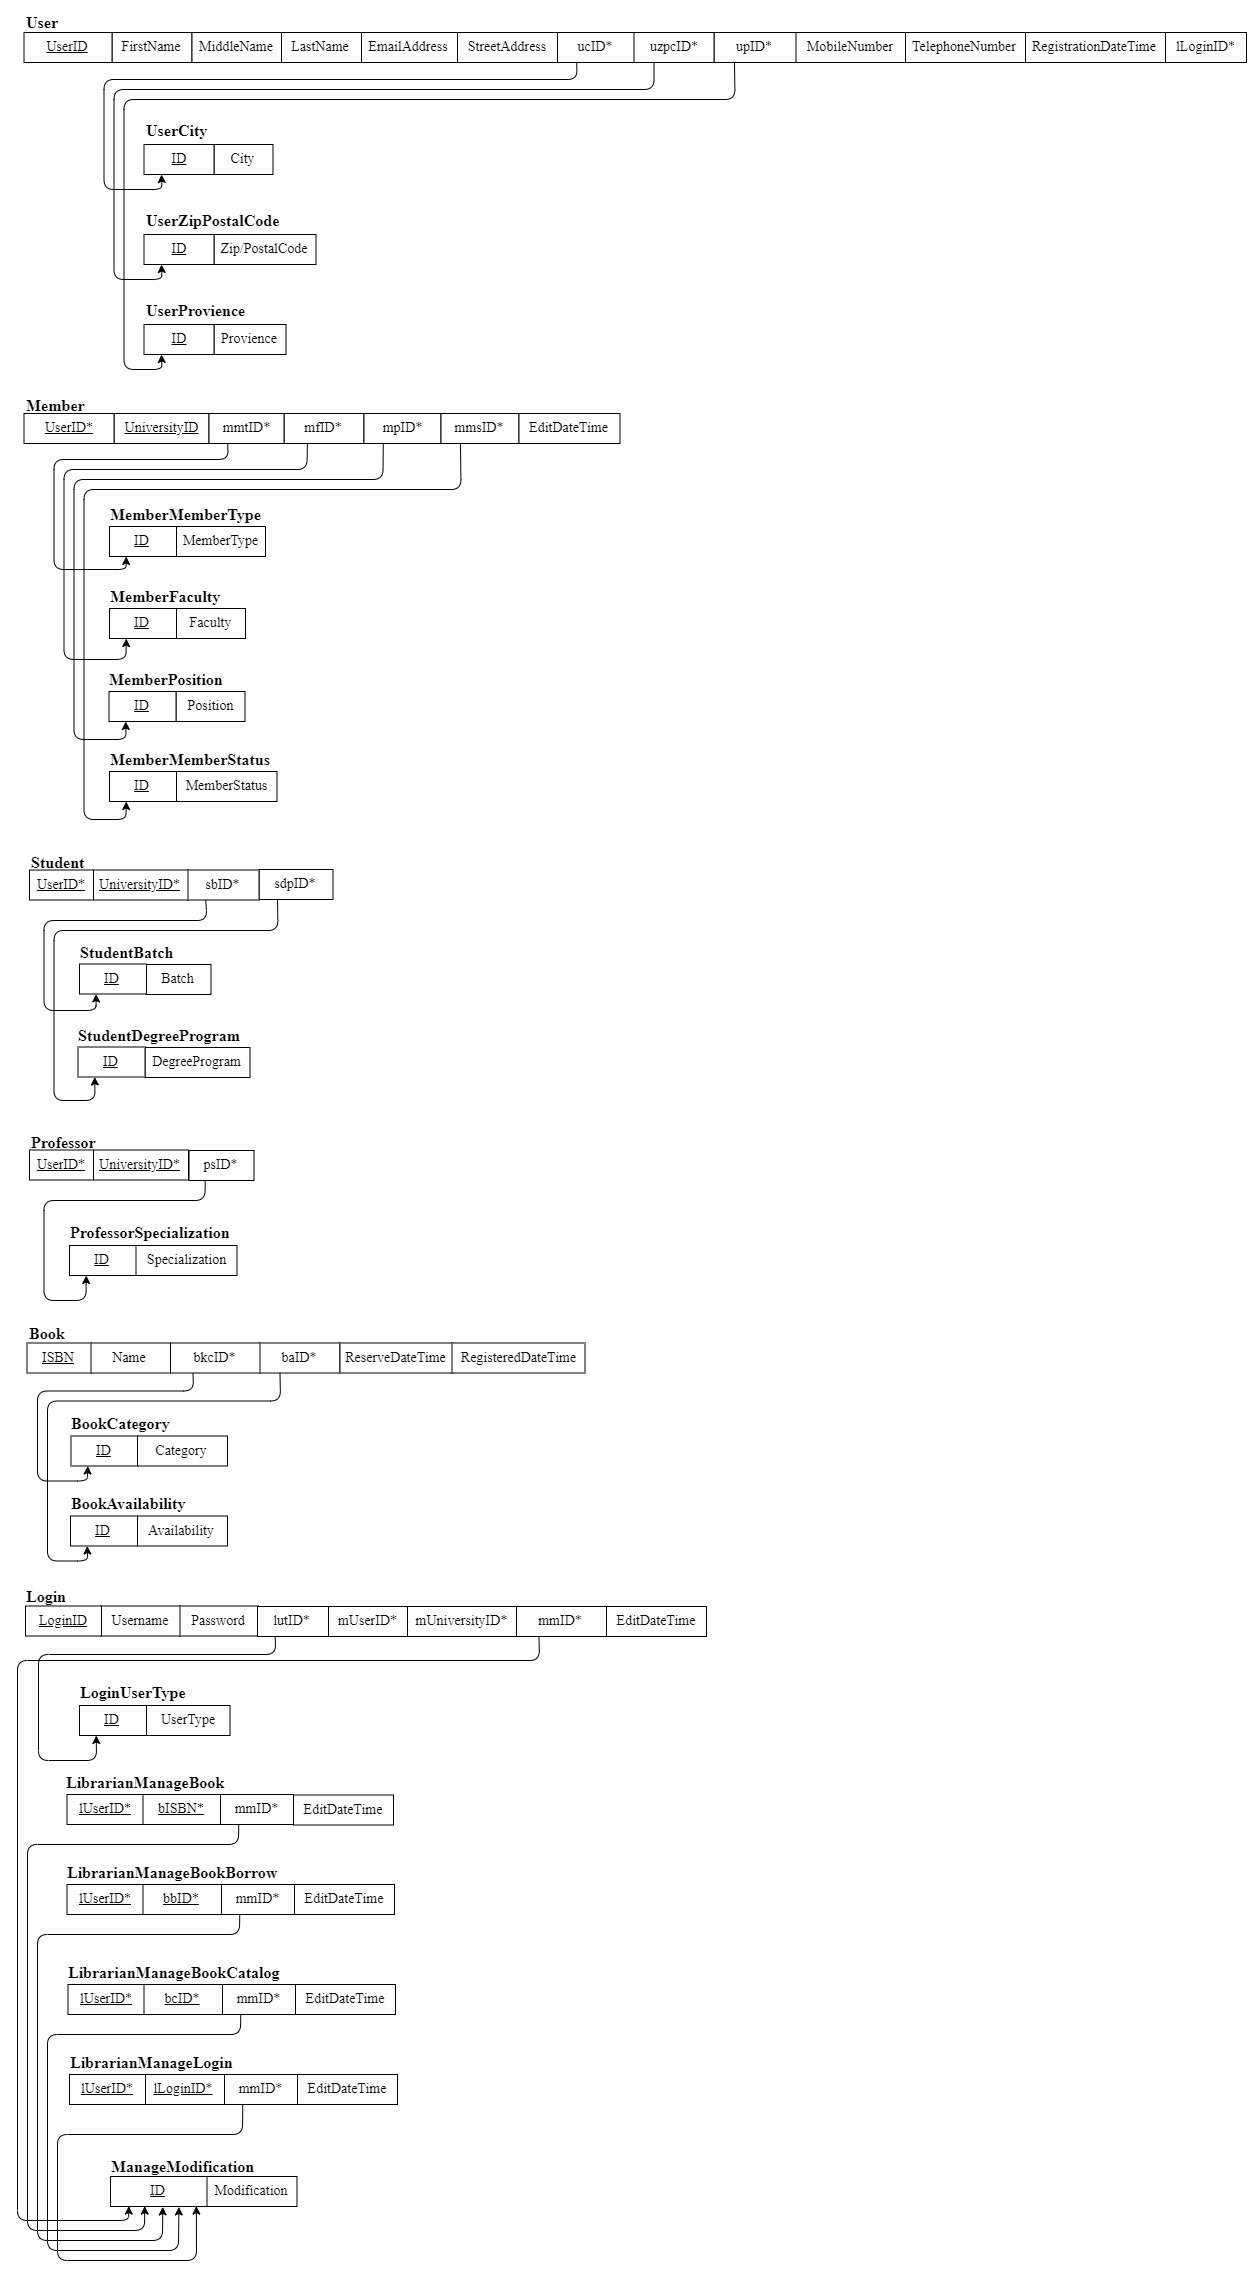 User
UserID FirstName MiddleName LastName EmailAddress StreetAddress ucID* uzpcID* upID* MobileNumber TelephoneNumber RegistrationDateTime lLoginID*
UserCity
ID City
UserZipPostalCode
ID Zip/PostalCode
UserProvience
ID Provience
Member
UserID* UniversityID mmtID* mfID* mpID* mmsID* EditDateTime
MemberMemberType
ID MemberType
MemberFaculty
ID Faculty
MemberPosition
ID Position
MemberMemberStatus
ID MemberStatus
Student
UserID* UniversityID* sbID* sdpID*
StudentBatch
ID Batch
StudentDegreeProgram
ID DegreeProgram
Professor
UserID* UniversityID* psID*
ProfessorSpecialization
ID Specialization
Book
ISBN Name bkcID* baID* ReserveDateTime RegisteredDateTime
BookCategory
ID Category
BookAvailability
ID Availability
Login
LoginID Username Password lutID* mUserID* mUniversityID* mmID* EditDateTime
LoginUserType
ID UserType
LibrarianManageBook
lUserID* bISBN* mmID* EditDateTime
LibrarianManageBookBorrow
lUserID* bbID* mmID* EditDateTime
LibrarianManageBookCatalog
lUserID* bcID* mmID* EditDateTime
LibrarianManageLogin
lUserID* lLoginID* mmID* EditDateTime
ManageModification
ID Modification